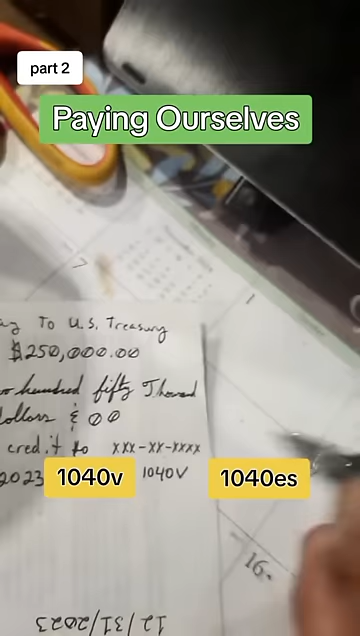 part 2
Paying Ourselves
To U.S. Treasury
$250,000.00
hundred fifty Thousand
dollars & 00
credit to xxx-xx-xxxx
2023 1040v 1040V 1040es
16
12/31/2023